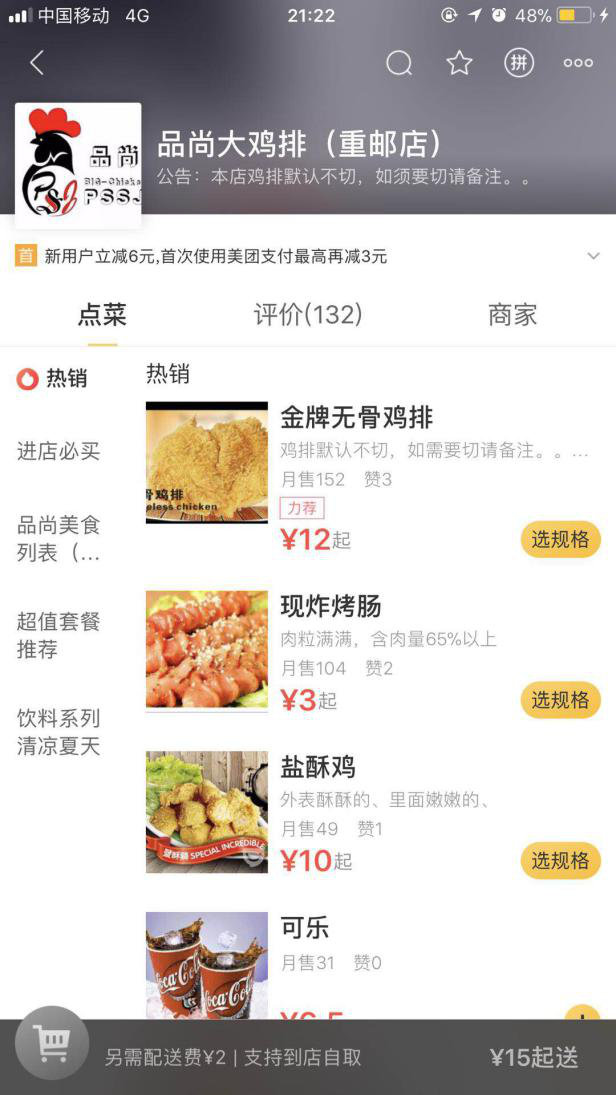 中国移动 4G 21:22 48%
拼
品尚
BIG-Chicke
PSSJ
品尚大鸡排（重邮店）
公告：本店鸡排默认不切，如须要切请备注。。
首 新用户立减6元,首次使用美团支付最高再减3元
点菜 评价(132) 商家
热销
进店必买
品尚美食
列表（...
超值套餐
推荐
饮料系列
清凉夏天
热销
骨鸡排
eless chicken
金牌无骨鸡排
鸡排默认不切，如需要切请备注。。...
月售152 赞3
力荐
¥12起 选规格
现炸烤肠
肉粒满满，含肉量65%以上
月售104 赞2
¥3起 选规格
盐酥鸡
外表酥酥的、里面嫩嫩的、
月售49 赞1
¥10起 选规格
SPECIAL INCREDIBLE
可乐
月售31 赞0
Coca-Cola
另需配送费¥2 | 支持到店自取 ¥15起送